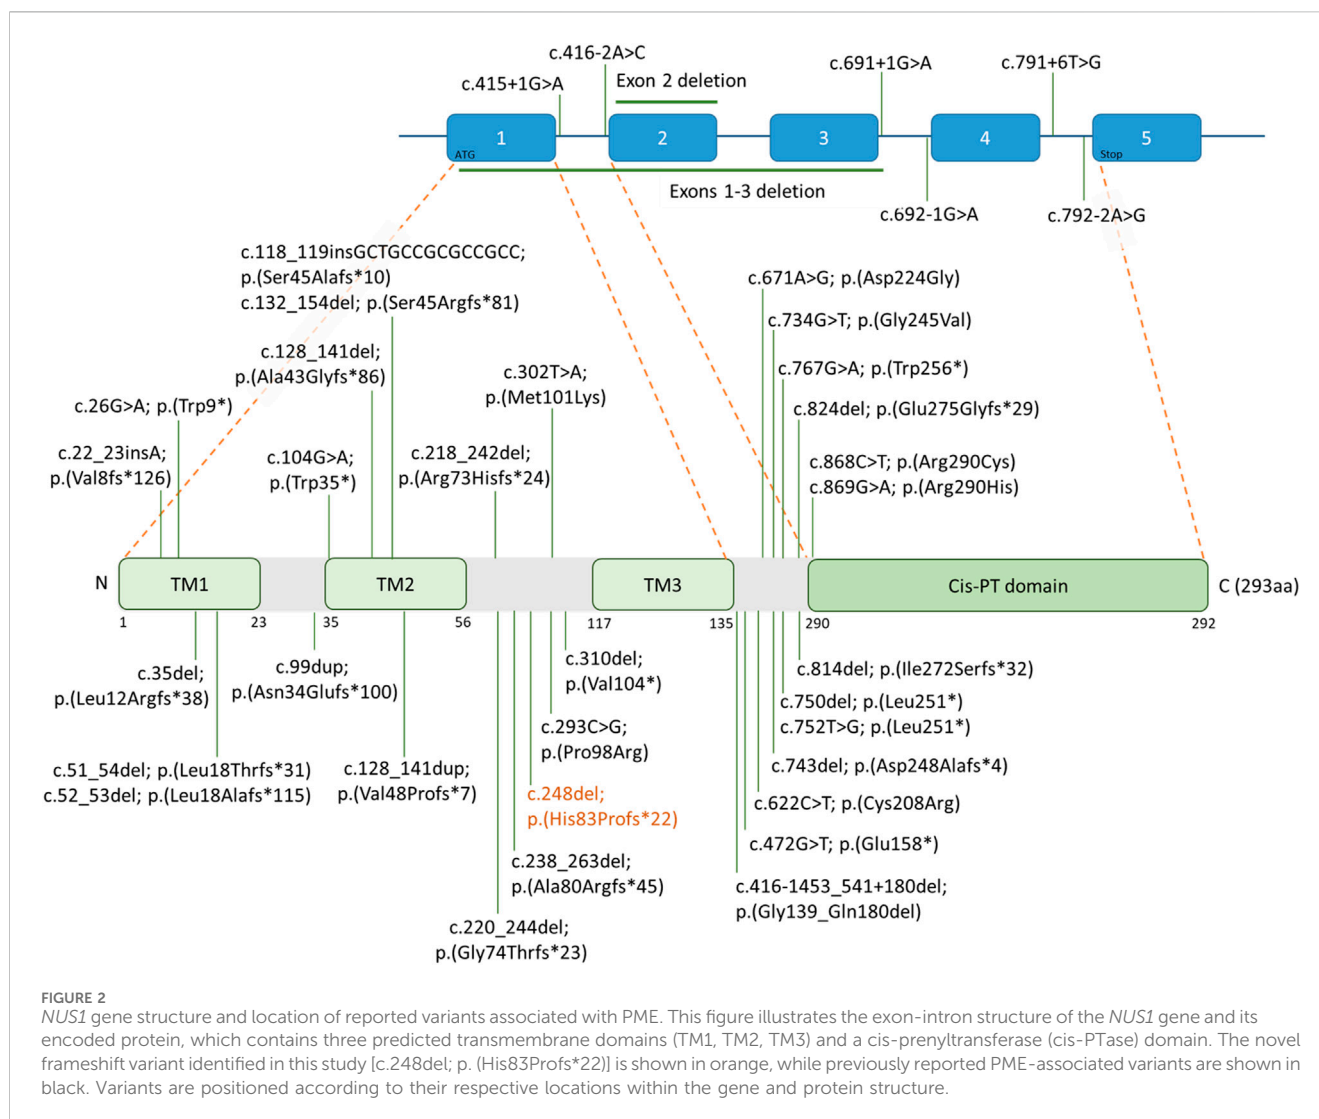 c.416-2A>C
c.415+1G>A
Exon 2 deletion
c.691+1G>A
c.791+6T>G
1
2
3
4
5
ATG
Stop
Exons 1-3 deletion
c.692-1G>A
c.792-2A>G
c.118_119insGCTGCCGCGCCGCC;
p.(Ser45Alafs*10)
c.132_154del; p.(Ser45Argfs*81)
c.128_141del;
p.(Ala43Glyfs*86)
c.26G>A; p.(Trp9*)
c.22_23insA;
p.(Val8fs*126)
c.104G>A;
p.(Trp35*)
c.218_242del;
p.(Arg73Hisfs*24)
c.302T>A;
p.(Met101Lys)
c.671A>G; p.(Asp224Gly)
c.734G>T; p.(Gly245Val)
c.767G>A; p.(Trp256*)
c.824del; p.(Glu275Glyfs*29)
c.868C>T; p.(Arg290Cys)
c.869G>A; p.(Arg290His)
N
TM1
TM2
TM3
Cis-PT domain
C (293aa)
1
23
35
56
117
135
290
292
c.35del;
p.(Leu12Argfs*38)
c.99dup;
p.(Asn34Glufs*100)
c.51_54del; p.(Leu18Thrfs*31)
c.52_53del; p.(Leu18Alafs*115)
c.128_141dup;
p.(Val48Profs*7)
c.310del;
p.(Val104*)
c.293C>G;
p.(Pro98Arg)
c.248del;
p.(His83Profs*22)
c.238_263del;
p.(Ala80Argfs*45)
c.220_244del;
p.(Gly74Thrfs*23)
c.814del; p.(Ile272Serfs*32)
c.750del; p.(Leu251*)
c.752T>G; p.(Leu251*)
c.743del; p.(Asp248Alafs*4)
c.622C>T; p.(Cys208Arg)
c.472G>T; p.(Glu158*)
c.416-1453_541+180del;
p.(Gly139_Gln180del)
FIGURE 2
NUS1 gene structure and location of reported variants associated with PME. This figure illustrates the exon-intron structure of the NUS1 gene and its
encoded protein, which contains three predicted transmembrane domains (TM1, TM2, TM3) and a cis-prenyltransferase (cis-PTase) domain. The novel
frameshift variant identified in this study [c.248del; p. (His83Profs*22)] is shown in orange, while previously reported PME-associated variants are shown in
black. Variants are positioned according to their respective locations within the gene and protein structure.